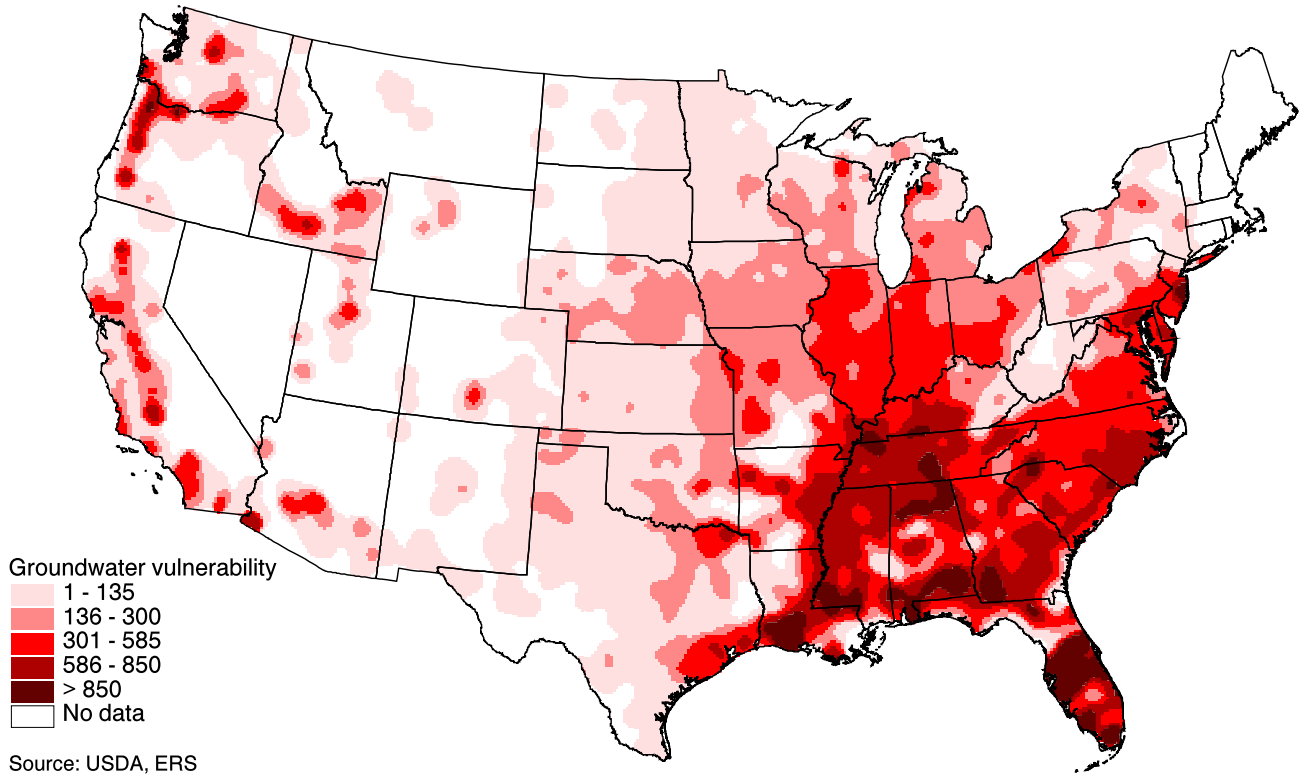 Groundwater vulnerability
1 - 135
136 - 300
301 - 585
586 - 850
> 850
No data
Source: USDA, ERS